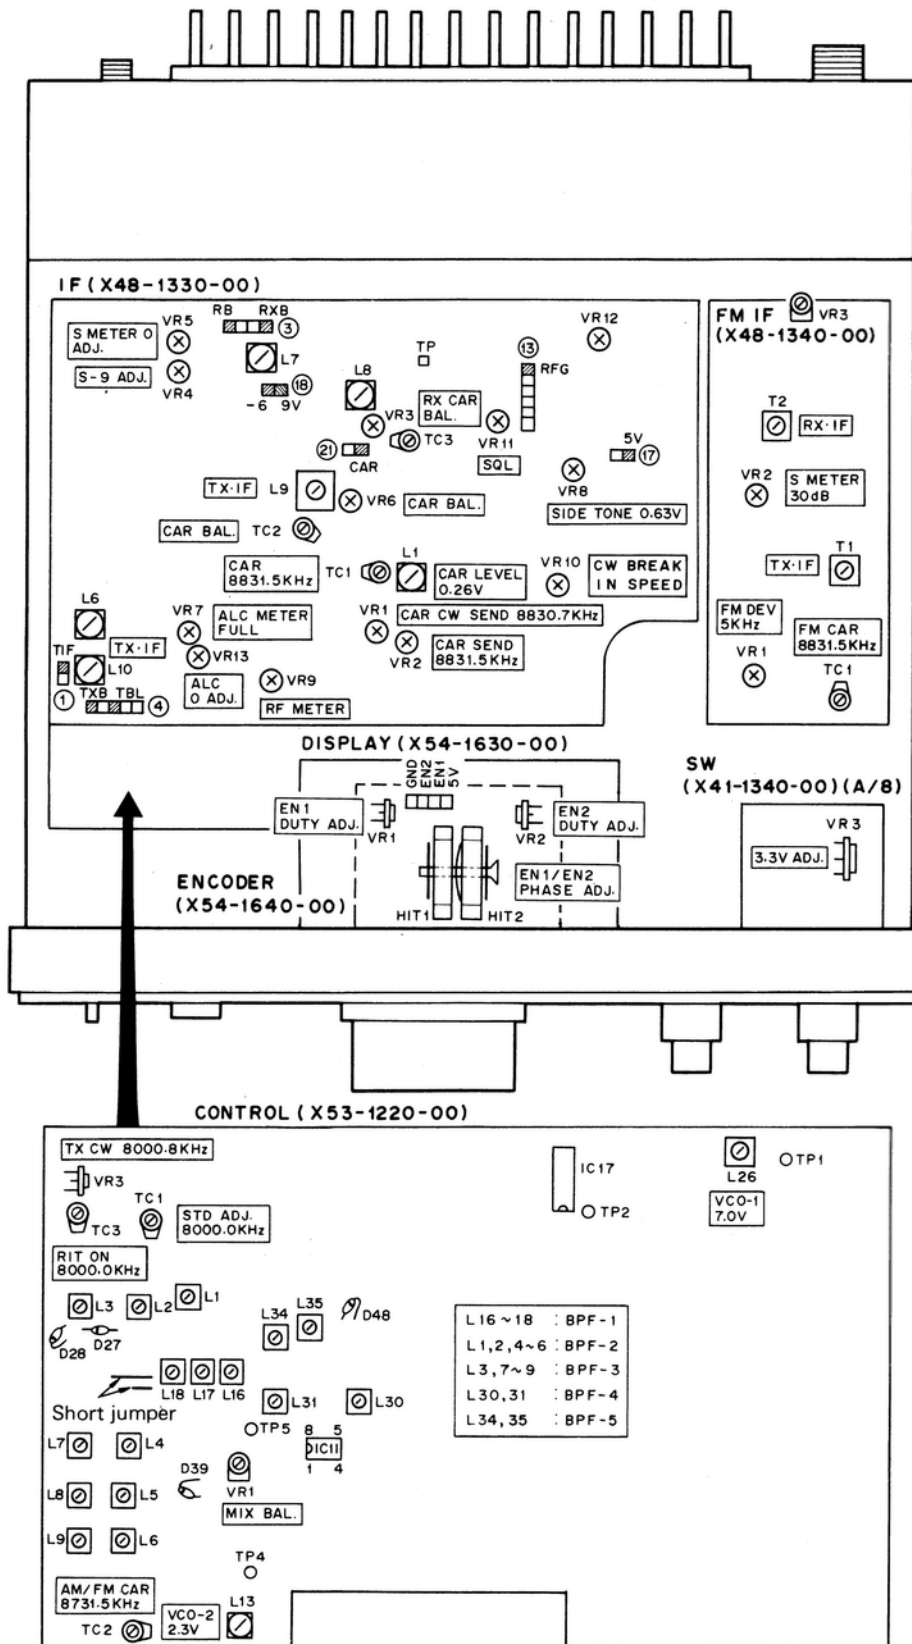 IF (X48-1330-00)
RB RXB
3
VR5
S METER 0
ADJ.
S-9 ADJ.
VR4
L7
18
-6 9V
TP
L8
VR12
13
RFG
RX CAR
BAL.
VR3
TC3
VR11
SQL
21
CAR
5V
17
TX·IF
L9
VR6
CAR BAL.
VR8
SIDE TONE 0.63V
CAR BAL.
TC2
CAR
8831.5KHz
TC1
L1
CAR LEVEL
0.26V
VR10
CW BREAK
IN SPEED
L6
VR7
ALC METER
FULL
VR1
CAR CW SEND 8830.7KHz
TIF
TX·IF
L10
VR13
VR2
CAR SEND
8831.5KHz
1
TXB TBL
4
ALC
0 ADJ.
VR9
RF METER
FM IF
(X48-1340-00)
VR3
T2
RX·IF
VR2
S METER
30dB
T1
TX·IF
FM DEV
5KHz
FM CAR
8831.5KHz
VR1
TC1
DISPLAY (X54-1630-00)
GND
EN2
EN1
5V
EN1
DUTY ADJ.
VR1
VR2
EN2
DUTY ADJ.
EN1/EN2
PHASE ADJ.
HIT1
HIT2
ENCODER
(X54-1640-00)
SW
(X41-1340-00)(A/8)
VR3
3.3V ADJ.
CONTROL (X53-1220-00)
TX CW 8000.8KHz
VR3
TC1
TC3
STD ADJ.
8000.0KHz
RIT ON
8000.0KHz
IC17
TP2
L26
TP1
VCO-1
7.0V
L3
L2
L1
L34
L35
D48
D28
D27
L18
L17
L16
Short jumper
L31
L30
L16~18 : BPF-1
L1,2,4~6 : BPF-2
L3,7~9 : BPF-3
L30,31 : BPF-4
L34,35 : BPF-5
TP5
8 5
IC11
1 4
L7
L4
D39
VR1
MIX BAL.
L8
L5
L9
L6
TP4
AM/FM CAR
8731.5KHz
TC2
VCO-2
2.3V
L13